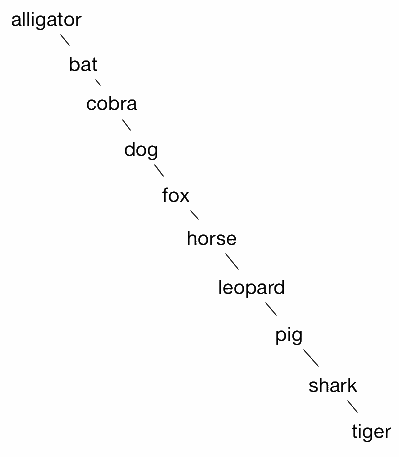 alligator
bat
cobra
dog
fox
horse
leopard
pig
shark
tiger